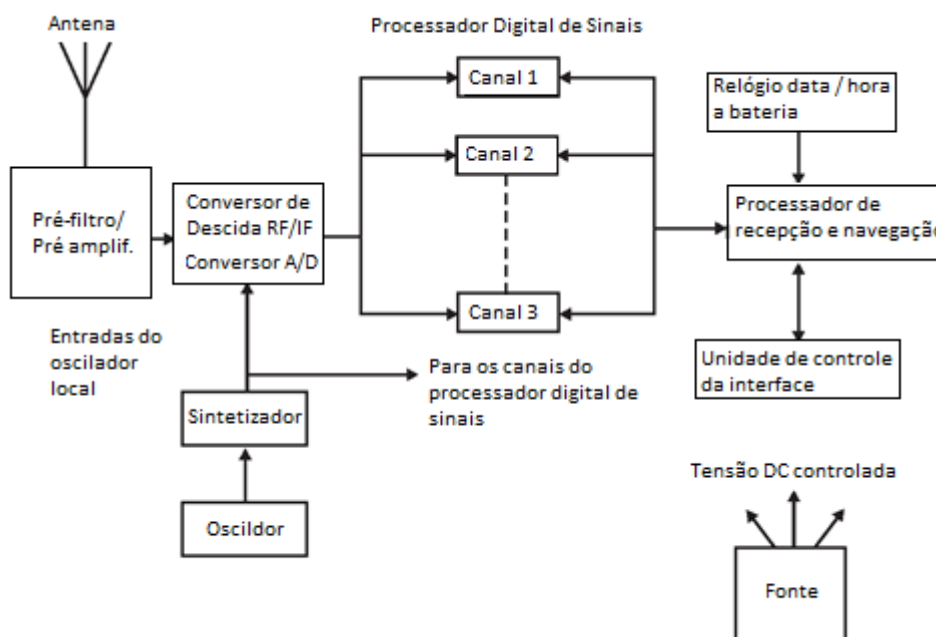 Antena
Processador Digital de Sinais
Canal 1
Relógio data / hora
a bateria
Canal 2
Pré-filtro/
Pré amplif.
Conversor de
Descida RF/IF
Conversor A/D
Processador de
recepção e navegação
Canal 3
Entradas do
oscilador
local
Para os canais do
processador digital de
sinais
Unidade de controle
da interface
Sintetizador
Oscildor
Tensão DC controlada
Fonte